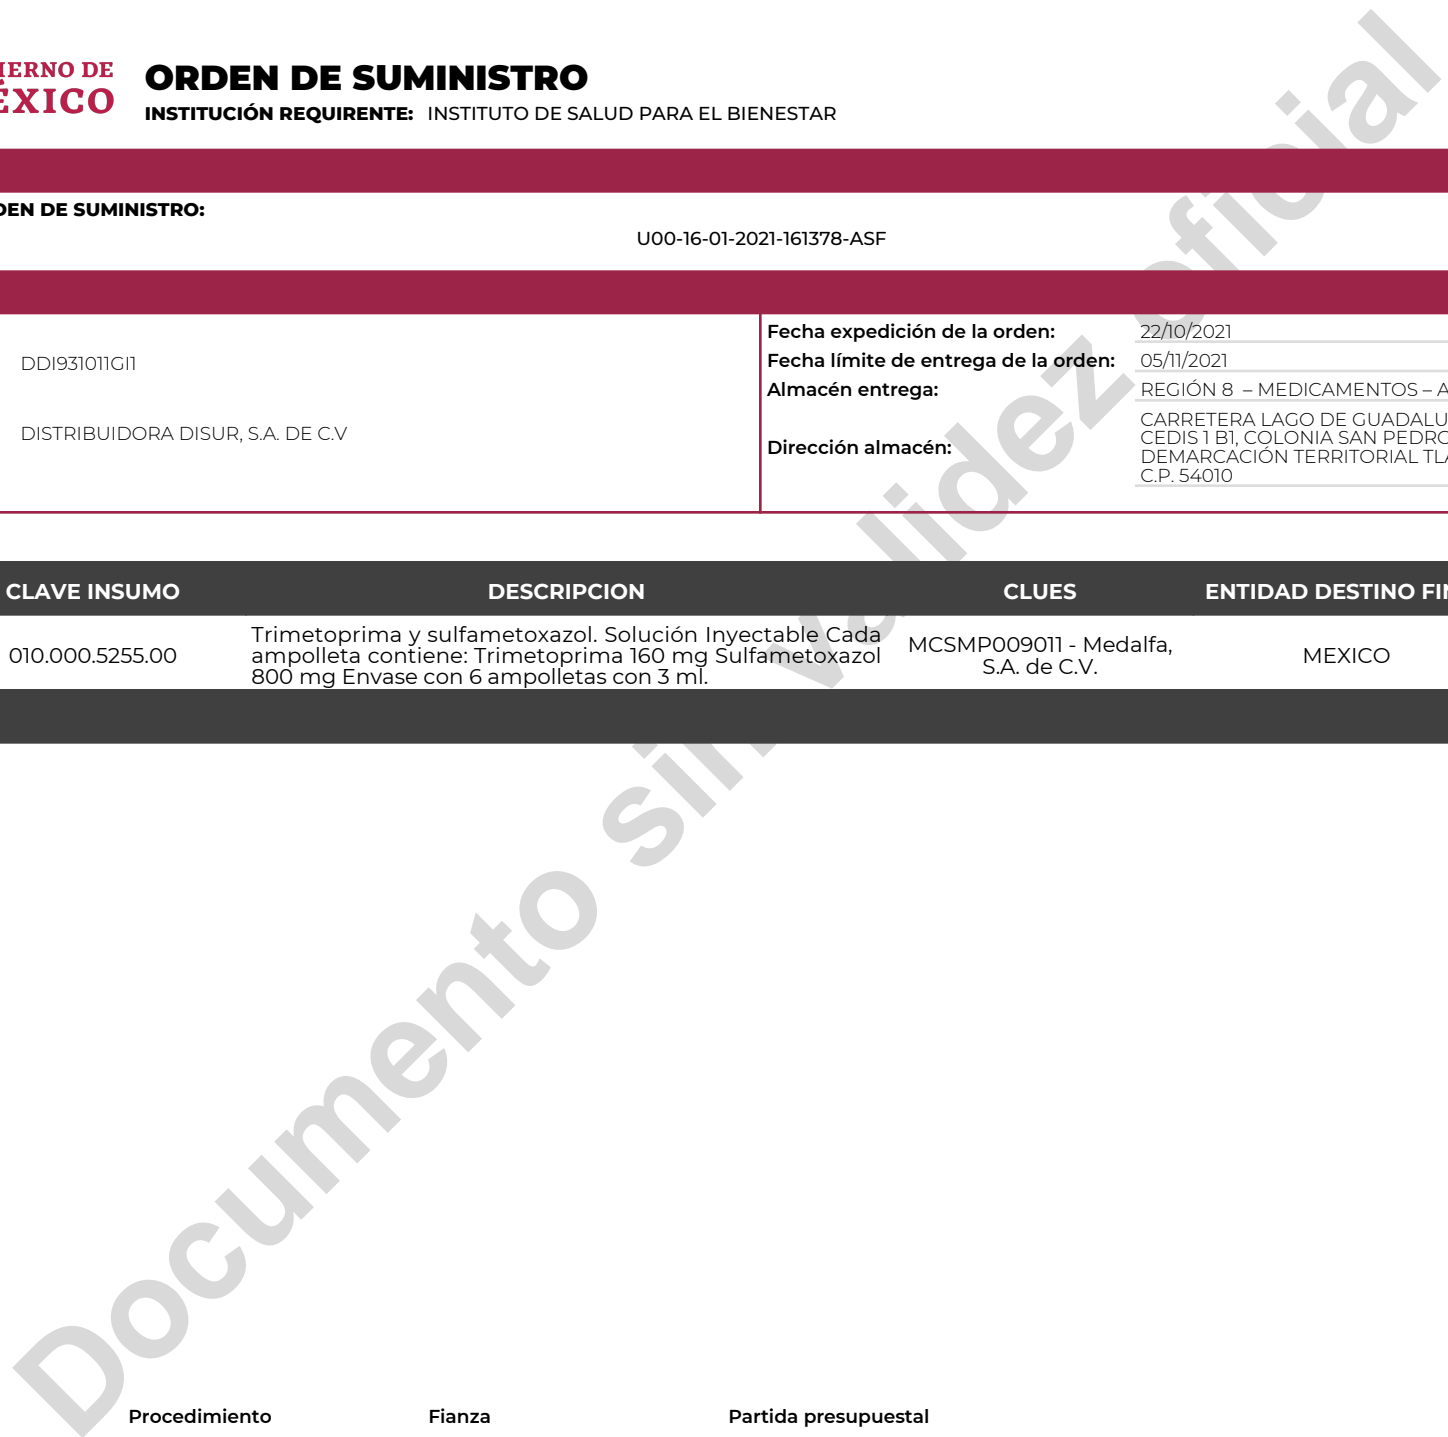 IERNO DE
ÉXICO
ORDEN DE SUMINISTRO
INSTITUCIÓN REQUIRENTE: INSTITUTO DE SALUD PARA EL BIENESTAR
DEN DE SUMINISTRO:
U00-16-01-2021-161378-ASF
DDI931011GI1
DISTRIBUIDORA DISUR, S.A. DE C.V
Fecha expedición de la orden: 22/10/2021
Fecha límite de entrega de la orden: 05/11/2021
Almacén entrega: REGIÓN 8 – MEDICAMENTOS – A
Dirección almacén:
CARRETERA LAGO DE GUADALU
CEDIS 1 B1, COLONIA SAN PEDRO
DEMARCACIÓN TERRITORIAL TLA
C.P. 54010
CLAVE INSUMO DESCRIPCION CLUES ENTIDAD DESTINO FIN
010.000.5255.00
Trimetoprima y sulfametoxazol. Solución Inyectable Cada
ampolleta contiene: Trimetoprima 160 mg Sulfametoxazol
800 mg Envase con 6 ampolletas con 3 ml.
MCSMP009011 - Medalfa,
S.A. de C.V.
MEXICO
Documento sin validez oficial
Procedimiento Fianza Partida presupuestal